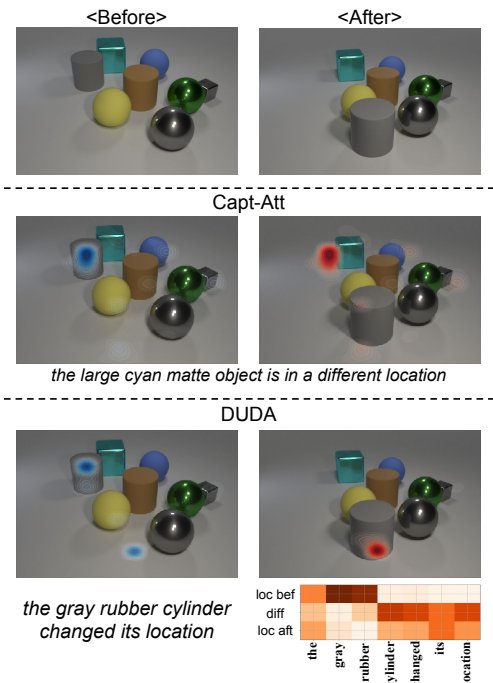 <Before>
<After>
Capt-Att
the large cyan matte object is in a different location
DUDA
the gray rubber cylinder
changed its location
loc bef
diff
loc aft
the
gray
rubber
ylinder
hanged
its
ocation